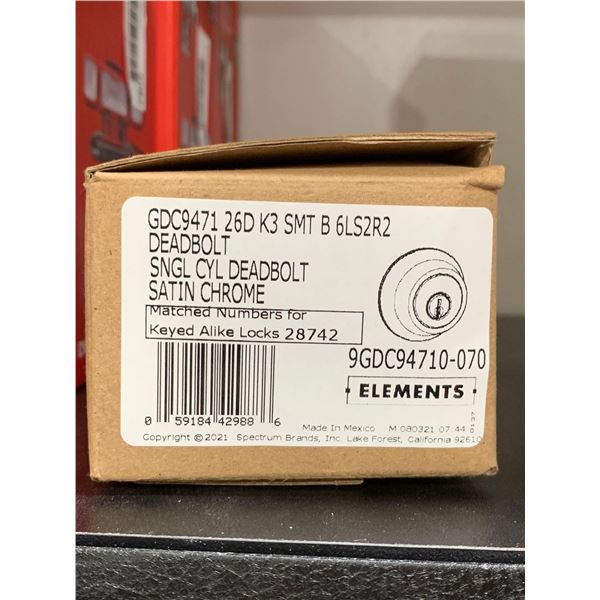 GDC9471 26D K3 SMT B 6LS2R2
DEADBOLT
SNGL CYL DEADBOLT
SATIN CHROME
Matched Numbers for
Keyed Alike Locks 28742
9GDC94710-070
ELEMENTS
0 59184 42988 6
Made In Mexico M 080321 07:44
0137
Copyright ©2021 Spectrum Brands, Inc. Lake Forest, California 92610